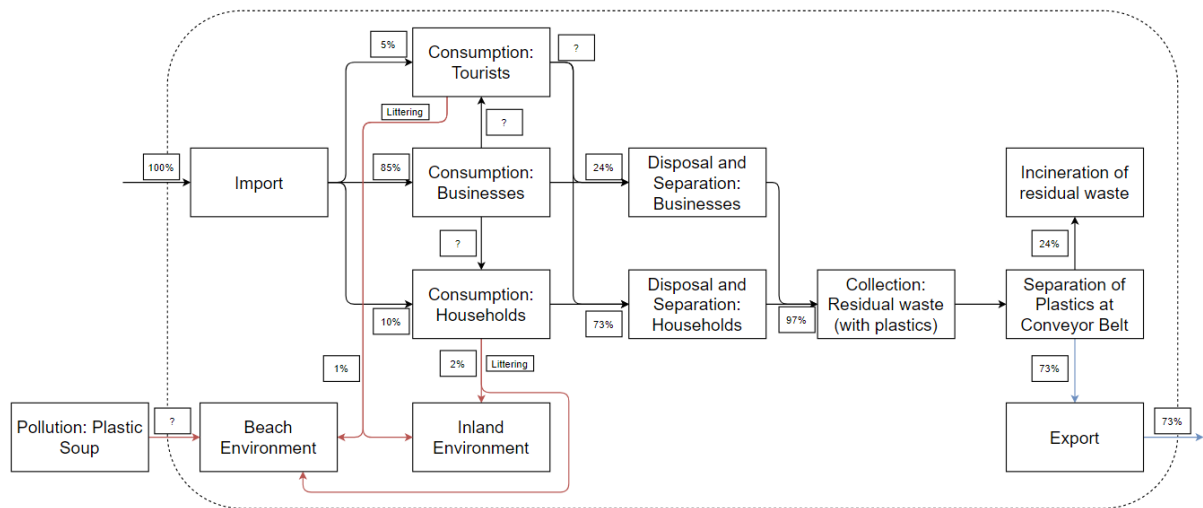 5%
Consumption:
Tourists
?
Littering
?
100%
Import
85%
Consumption:
Businesses
24%
Disposal and
Separation:
Businesses
Incineration of
residual waste
?
24%
10%
Consumption:
Households
73%
Disposal and
Separation:
Households
97%
Collection:
Residual waste
(with plastics)
Separation of
Plastics at
Conveyor Belt
1%
2%
Littering
73%
Pollution: Plastic
Soup
?
Beach
Environment
Inland
Environment
Export
73%